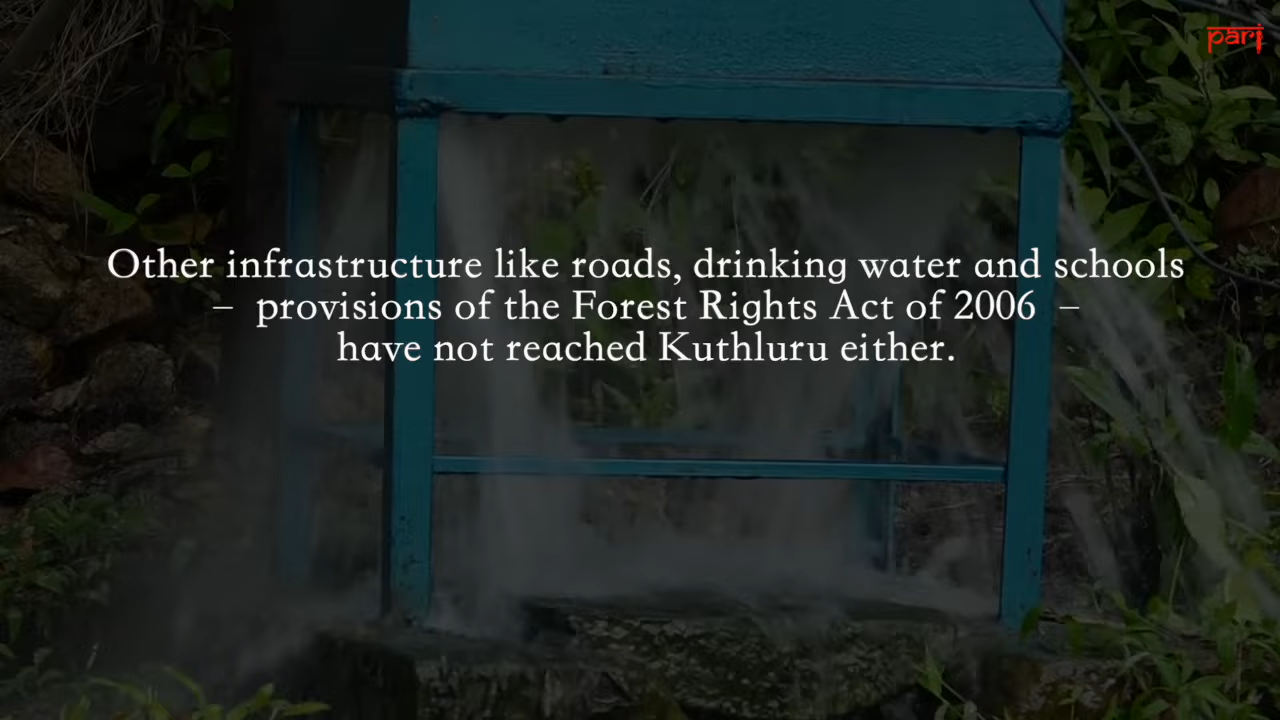 pari
Other infrastructure like roads, drinking water and schools
– provisions of the Forest Rights Act of 2006 –
have not reached Kuthluru either.